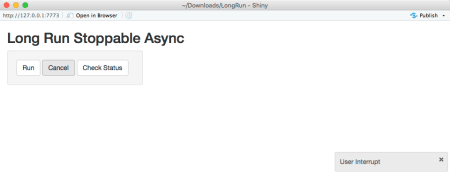 ~/Downloads/LongRun - Shiny
http://127.0.0.1:7773 Open in Browser Publish
Long Run Stoppable Async
Run Cancel Check Status
User Interrupt ×